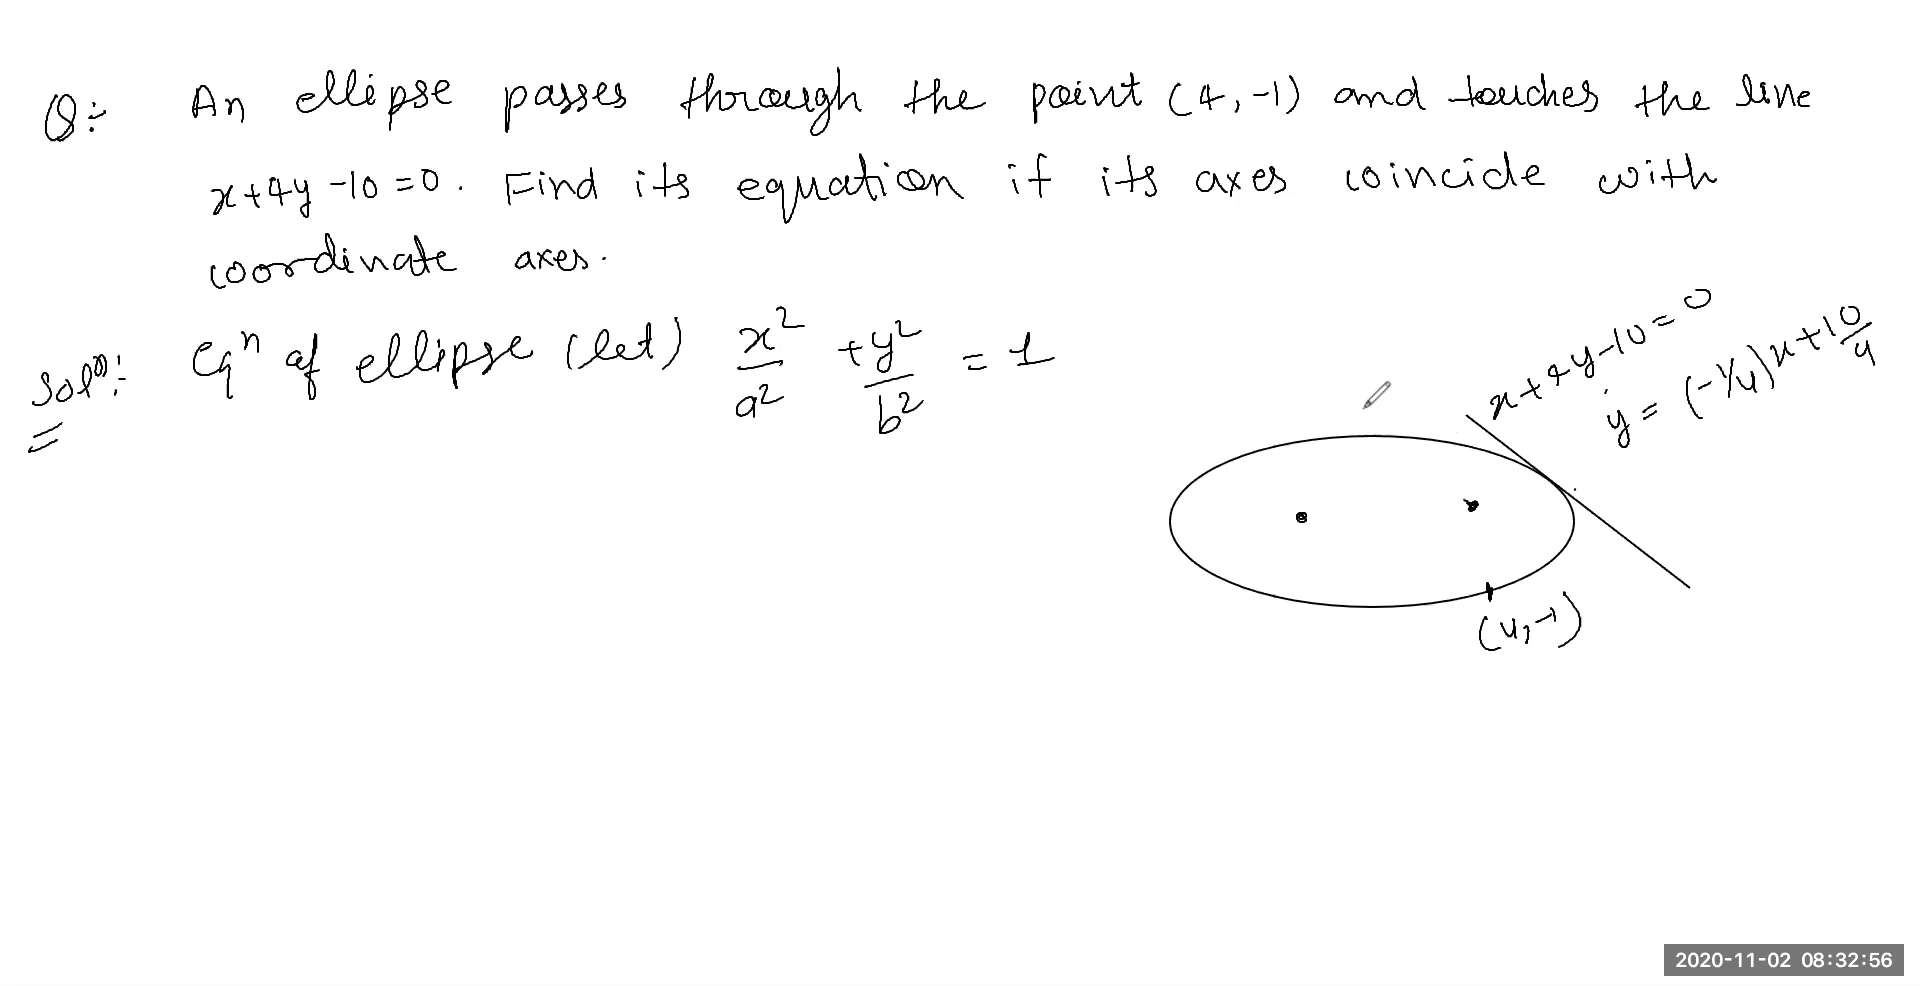 Q:- An ellipse passes through the point (4,-1) and touches the line
x+4y-10=0. Find its equation if its axes coincide with
coordinate axes.
Solⁿ:- Eqⁿ of ellipse (let) x²/a² + y²/b² = 1
x+4y-10=0
y = (-1/4)x+10/4
(4,-1)
2020-11-02 08:32:56